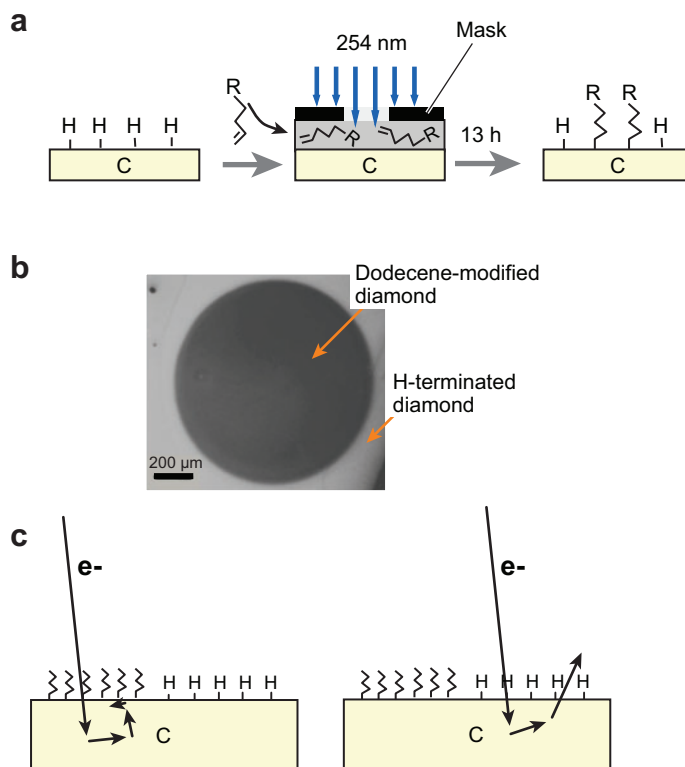 a
254 nm
Mask
R
H H H H
R R
C
13 h
R R
H H
C
C
b
Dodecene-modified
diamond
H-terminated
diamond
200 µm
c
e-
e-
H H H H H
H H H H H
C
C